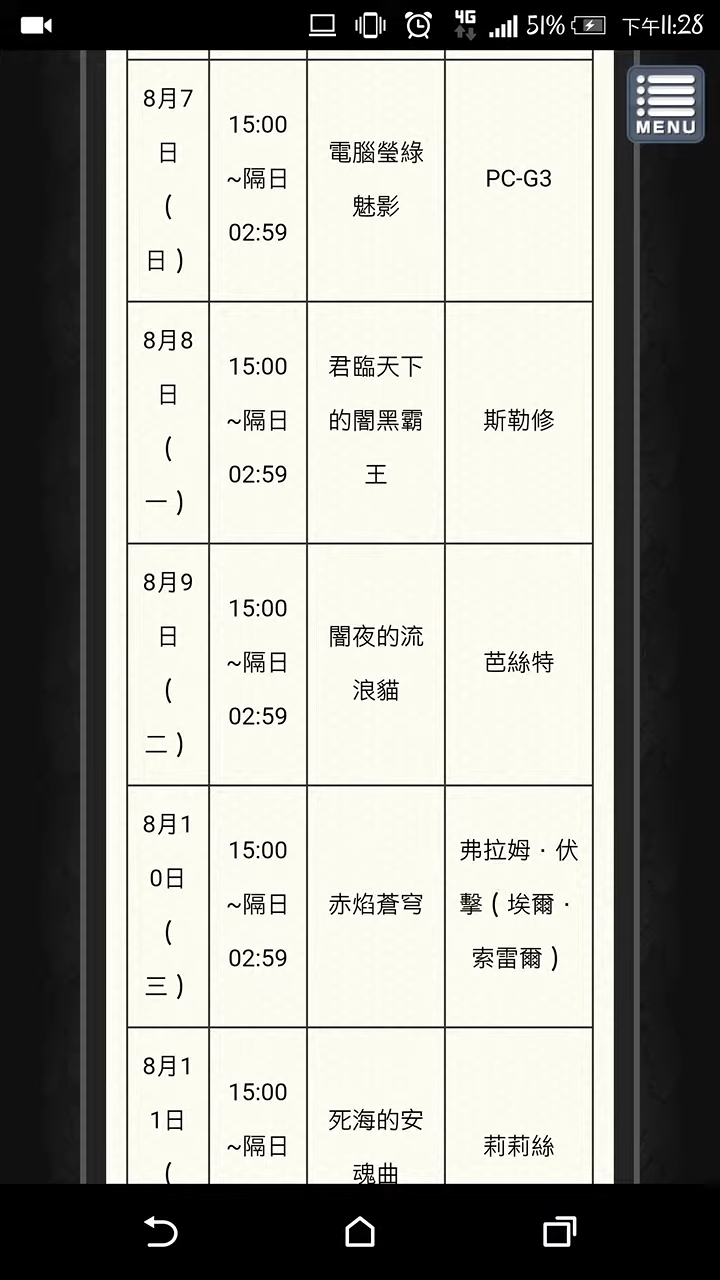 4G
51%
下午11:28
MENU
8月7
日
(
日)
15:00
~隔日
02:59
電腦瑩綠
魅影
PC-G3
8月8
日
(
一)
15:00
~隔日
02:59
君臨天下
的闇黑霸
王
斯勒修
8月9
日
(
二)
15:00
~隔日
02:59
闇夜的流
浪貓
芭絲特
8月1
0日
(
三)
15:00
~隔日
02:59
赤焰蒼穹
弗拉姆·伏
擊(埃爾·
索雷爾)
8月1
1日
(
15:00
~隔日
死海的安
魂曲
莉莉絲